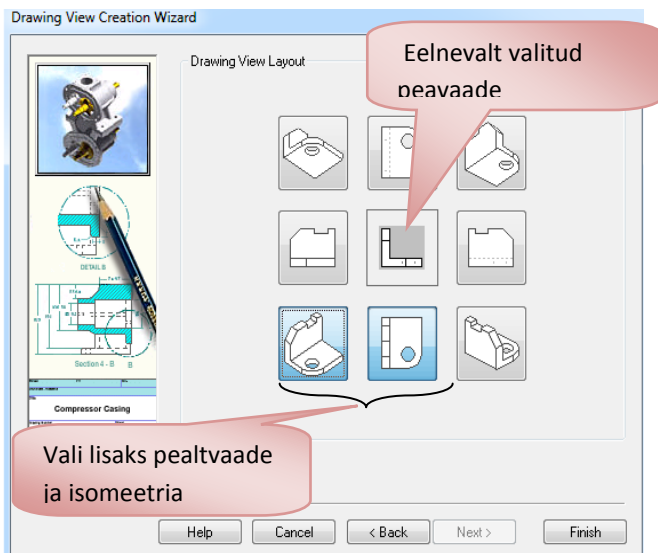 Drawing View Creation Wizard
Drawing View Layout
Eelnevalt valitud
peavaade
DETAIL B
Section 4 - B
B
Compressor Casing
Vali lisaks pealtvaade
ja isomeetria
Help
Cancel
< Back
Next >
Finish